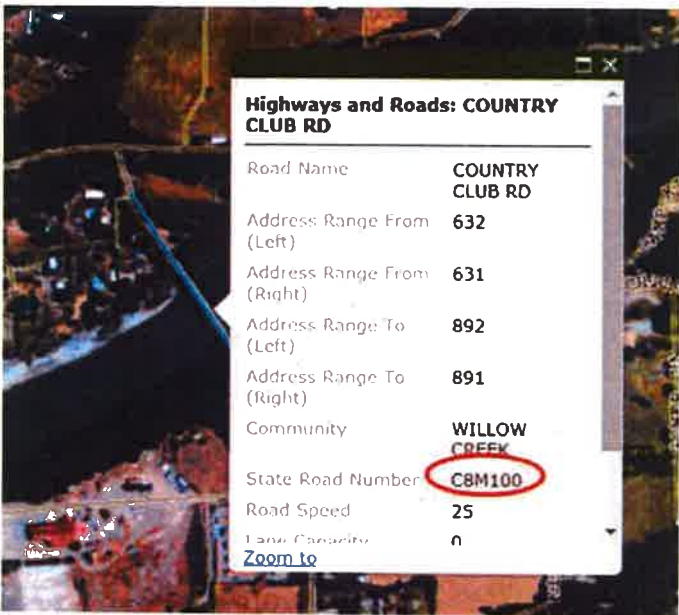 Highways and Roads: COUNTRY
CLUB RD
Road Name COUNTRY
CLUB RD
Address Range From 632
(Left)
Address Range From 631
(Right)
Address Range To 892
(Left)
Address Range To 891
(Right)
Community WILLOW
CREEK
State Road Number C8M100
Road Speed 25
Lane Capacity 0
Zoom to